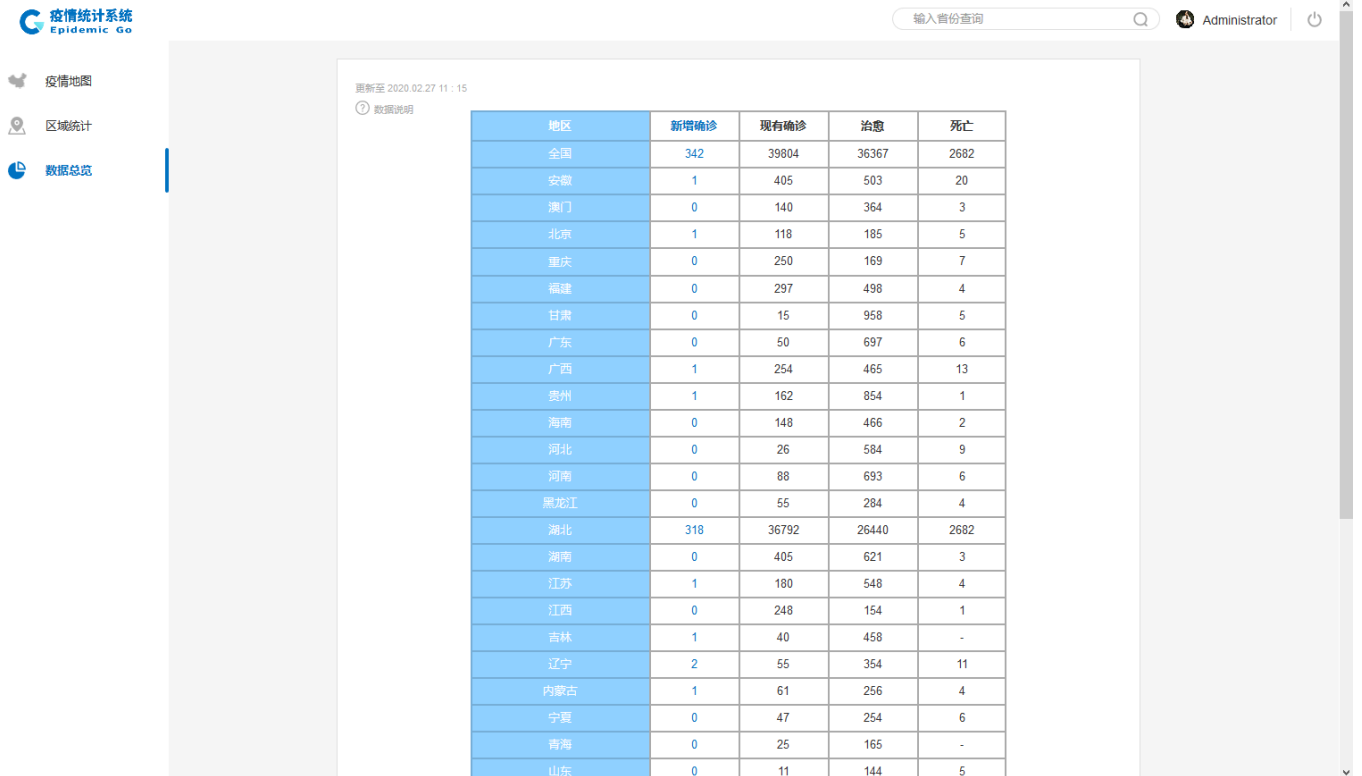 疫情统计系统
Epidemic Go
输入省份查询
Administrator
疫情地图
区域统计
数据总览
更新至 2020.02.27 11 : 15
? 数据说明
地区 新增确诊 现有确诊 治愈 死亡
全国 342 39804 36367 2682
安徽 1 405 503 20
澳门 0 140 364 3
北京 1 118 185 5
重庆 0 250 169 7
福建 0 297 498 4
甘肃 0 15 958 5
广东 0 50 697 6
广西 1 254 465 13
贵州 1 162 854 1
海南 0 148 466 2
河北 0 26 584 9
河南 0 88 693 6
黑龙江 0 55 284 4
湖北 318 36792 26440 2682
湖南 0 405 621 3
江苏 1 180 548 4
江西 0 248 154 1
吉林 1 40 458 -
辽宁 2 55 354 11
内蒙古 1 61 256 4
宁夏 0 47 254 6
青海 0 25 165 -
山东 0 11 144 5